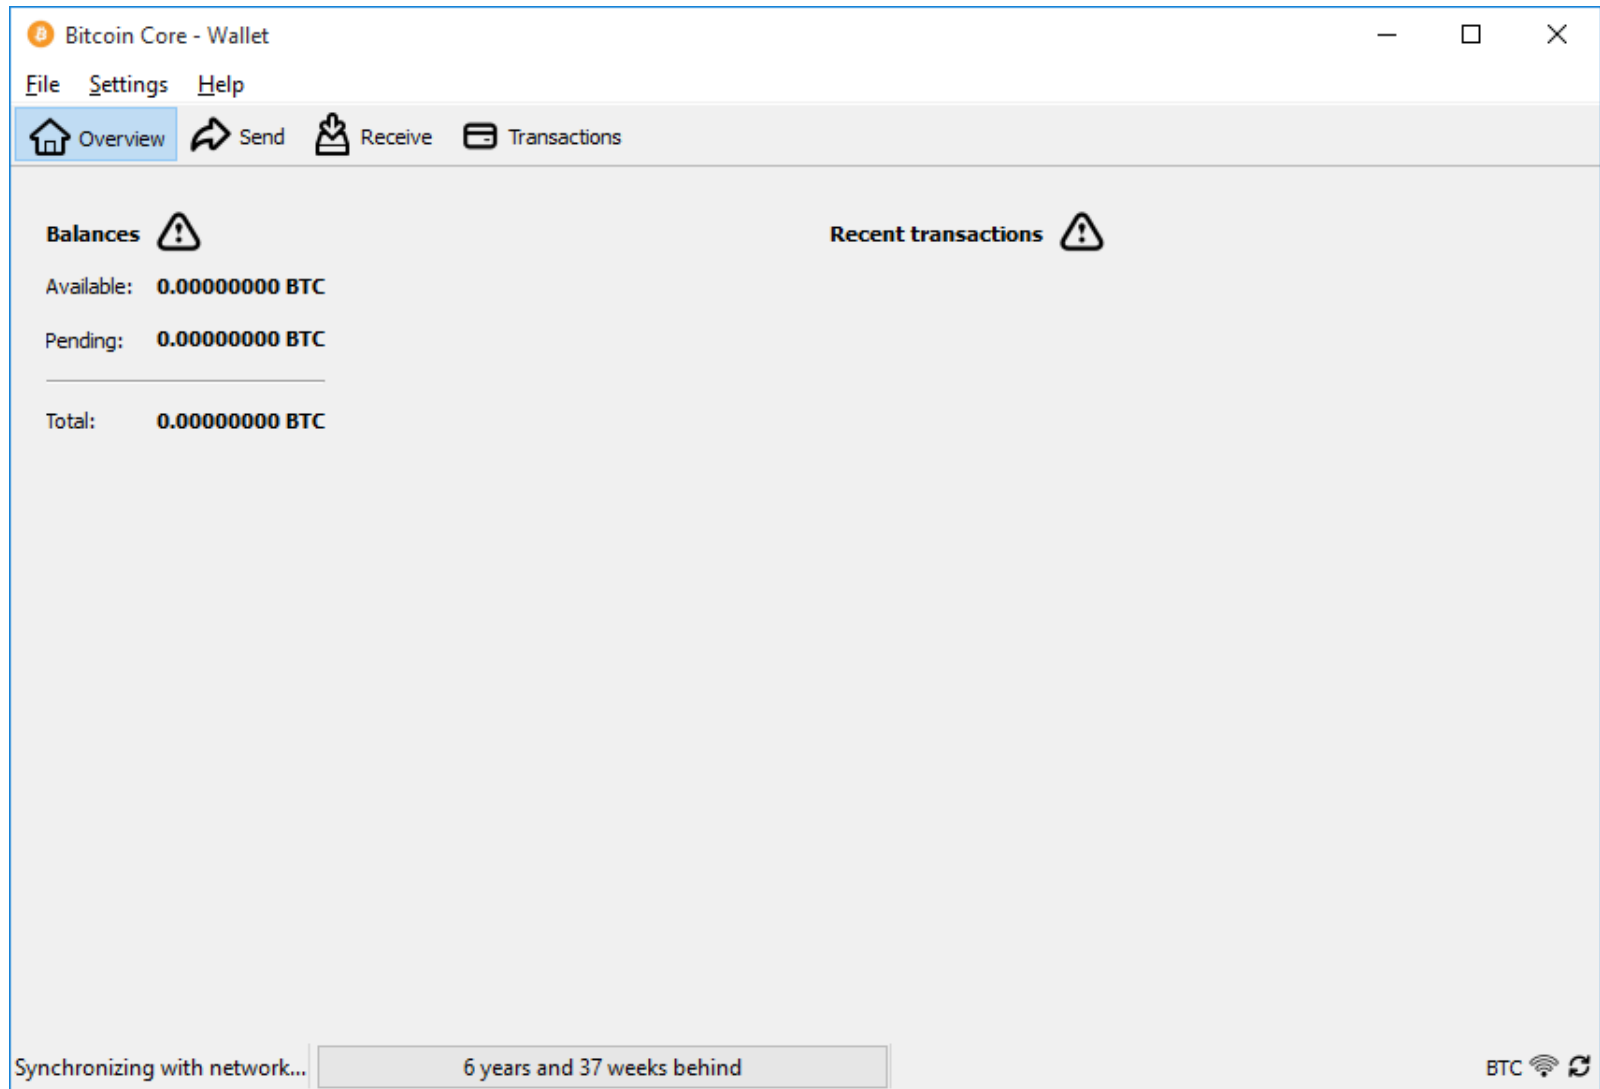 Bitcoin Core - Wallet
File Settings Help
Overview Send Receive Transactions
Balances Recent transactions
Available: 0.00000000 BTC
Pending: 0.00000000 BTC
Total: 0.00000000 BTC
Synchronizing with network... 6 years and 37 weeks behind BTC